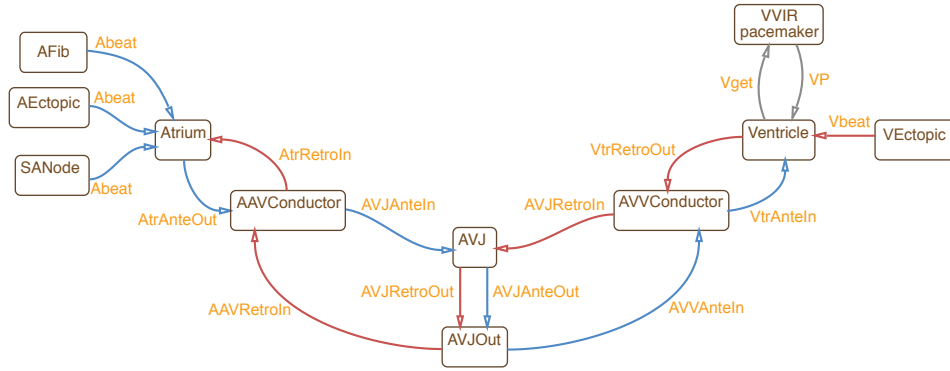 VVIR
pacemaker
AFib
Abeat
AEctopic
Abeat
SANode
Abeat
Atrium
AtrRetroIn
AtrAnteOut
AAVConductor
AVJAnteIn
AVJ
AVJRetroOut
AVJAnteOut
AAVRetroIn
AVJOut
AVVAnteIn
AVJRetroIn
AVVConductor
VtrAnteIn
VtrRetroOut
Ventricle
Vget
VP
Vbeat
VEctopic